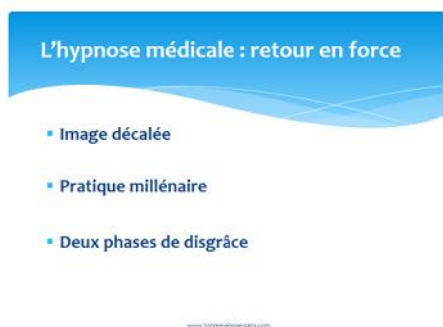 L'hypnose médicale : retour en force
Image décalée
Pratique millénaire
Deux phases de disgrâce